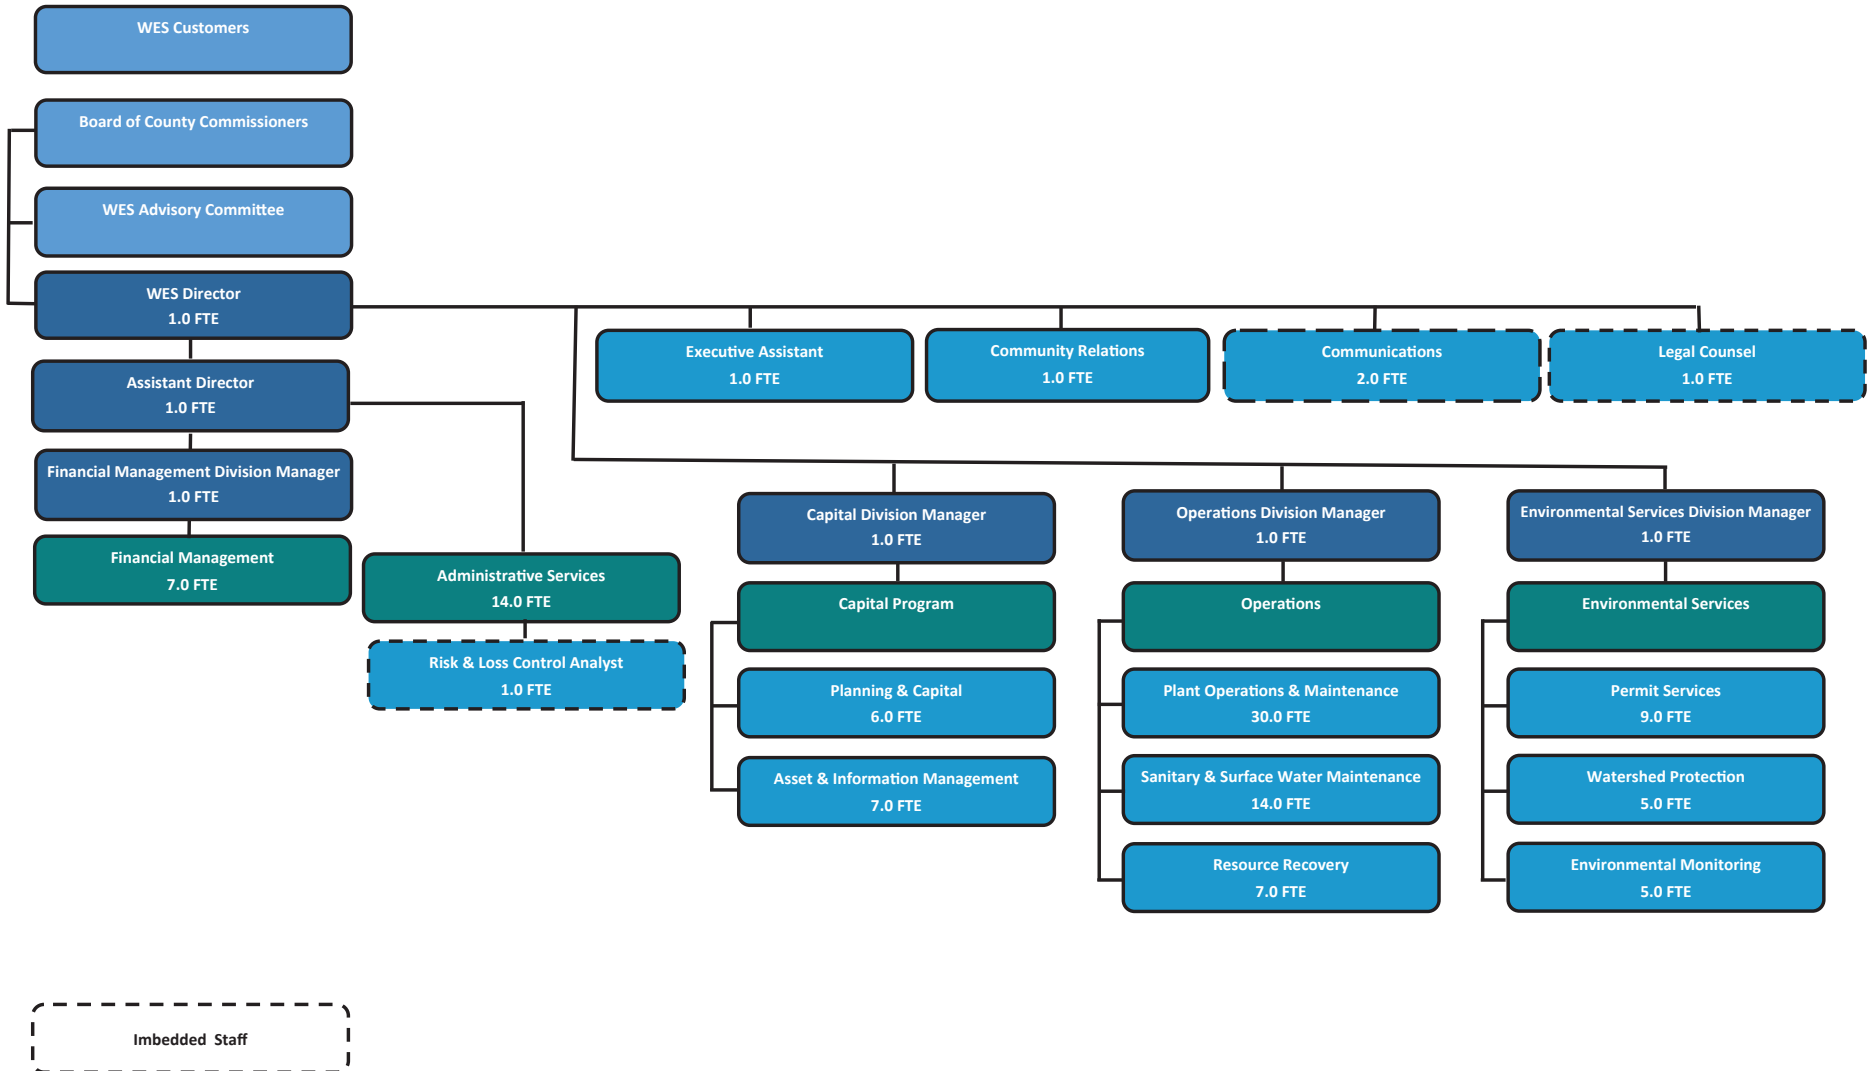 WES Customers
Board of County Commissioners
WES Advisory Committee
WES Director
1.0 FTE
Assistant Director
1.0 FTE
Financial Management Division Manager
1.0 FTE
Financial Management
7.0 FTE
Administrative Services
14.0 FTE
Risk & Loss Control Analyst
1.0 FTE
Executive Assistant
1.0 FTE
Community Relations
1.0 FTE
Communications
2.0 FTE
Legal Counsel
1.0 FTE
Capital Division Manager
1.0 FTE
Capital Program
Planning & Capital
6.0 FTE
Asset & Information Management
7.0 FTE
Operations Division Manager
1.0 FTE
Operations
Plant Operations & Maintenance
30.0 FTE
Sanitary & Surface Water Maintenance
14.0 FTE
Resource Recovery
7.0 FTE
Environmental Services Division Manager
1.0 FTE
Environmental Services
Permit Services
9.0 FTE
Watershed Protection
5.0 FTE
Environmental Monitoring
5.0 FTE
Imbedded Staff